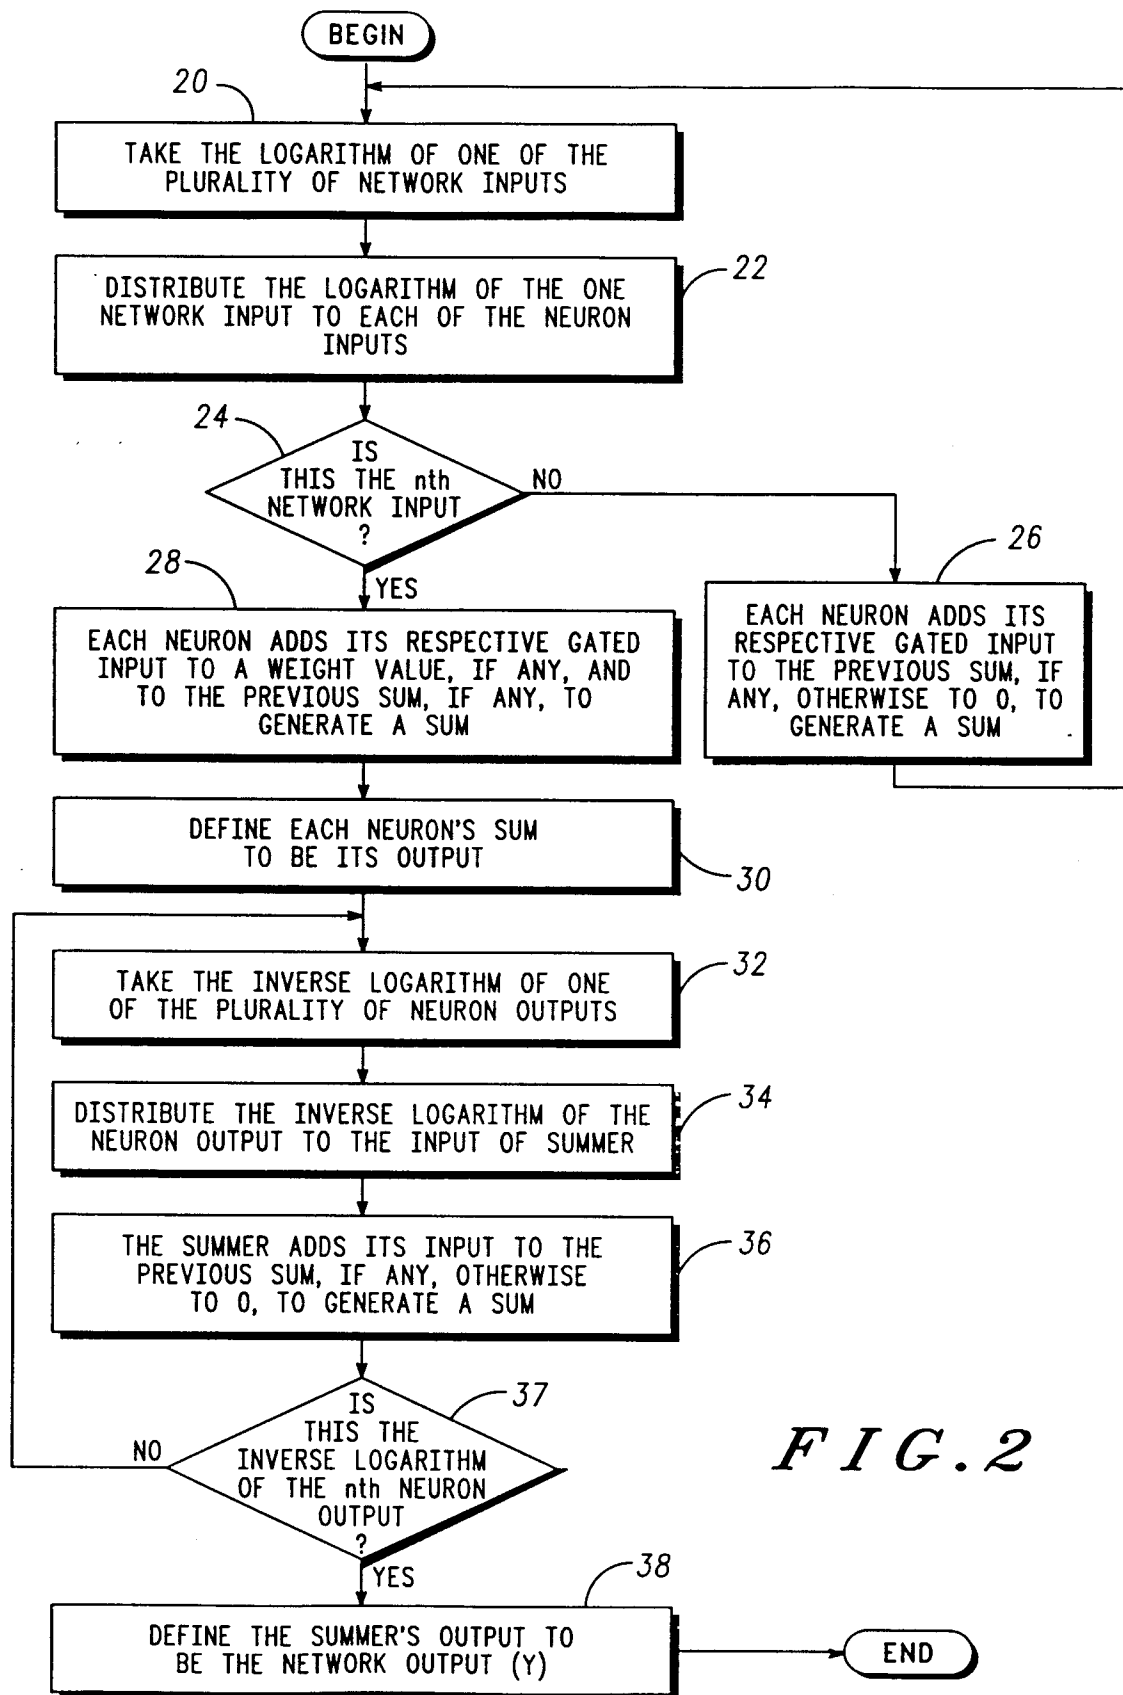 BEGIN
20
TAKE THE LOGARITHM OF ONE OF THE
PLURALITY OF NETWORK INPUTS
22
DISTRIBUTE THE LOGARITHM OF THE ONE
NETWORK INPUT TO EACH OF THE NEURON
INPUTS
24
IS
THIS THE nth
NETWORK INPUT
?
NO
YES
26
EACH NEURON ADDS ITS
RESPECTIVE GATED INPUT
TO THE PREVIOUS SUM, IF
ANY, OTHERWISE TO 0, TO
GENERATE A SUM
28
EACH NEURON ADDS ITS RESPECTIVE GATED
INPUT TO A WEIGHT VALUE, IF ANY, AND
TO THE PREVIOUS SUM, IF ANY, TO
GENERATE A SUM
DEFINE EACH NEURON'S SUM
TO BE ITS OUTPUT
30
32
TAKE THE INVERSE LOGARITHM OF ONE
OF THE PLURALITY OF NEURON OUTPUTS
34
DISTRIBUTE THE INVERSE LOGARITHM OF THE
NEURON OUTPUT TO THE INPUT OF SUMMER
36
THE SUMMER ADDS ITS INPUT TO THE
PREVIOUS SUM, IF ANY, OTHERWISE
TO 0, TO GENERATE A SUM
37
IS
THIS THE
INVERSE LOGARITHM
OF THE nth NEURON
OUTPUT
?
NO
YES
FIG.2
38
DEFINE THE SUMMER'S OUTPUT TO
BE THE NETWORK OUTPUT (Y)
END